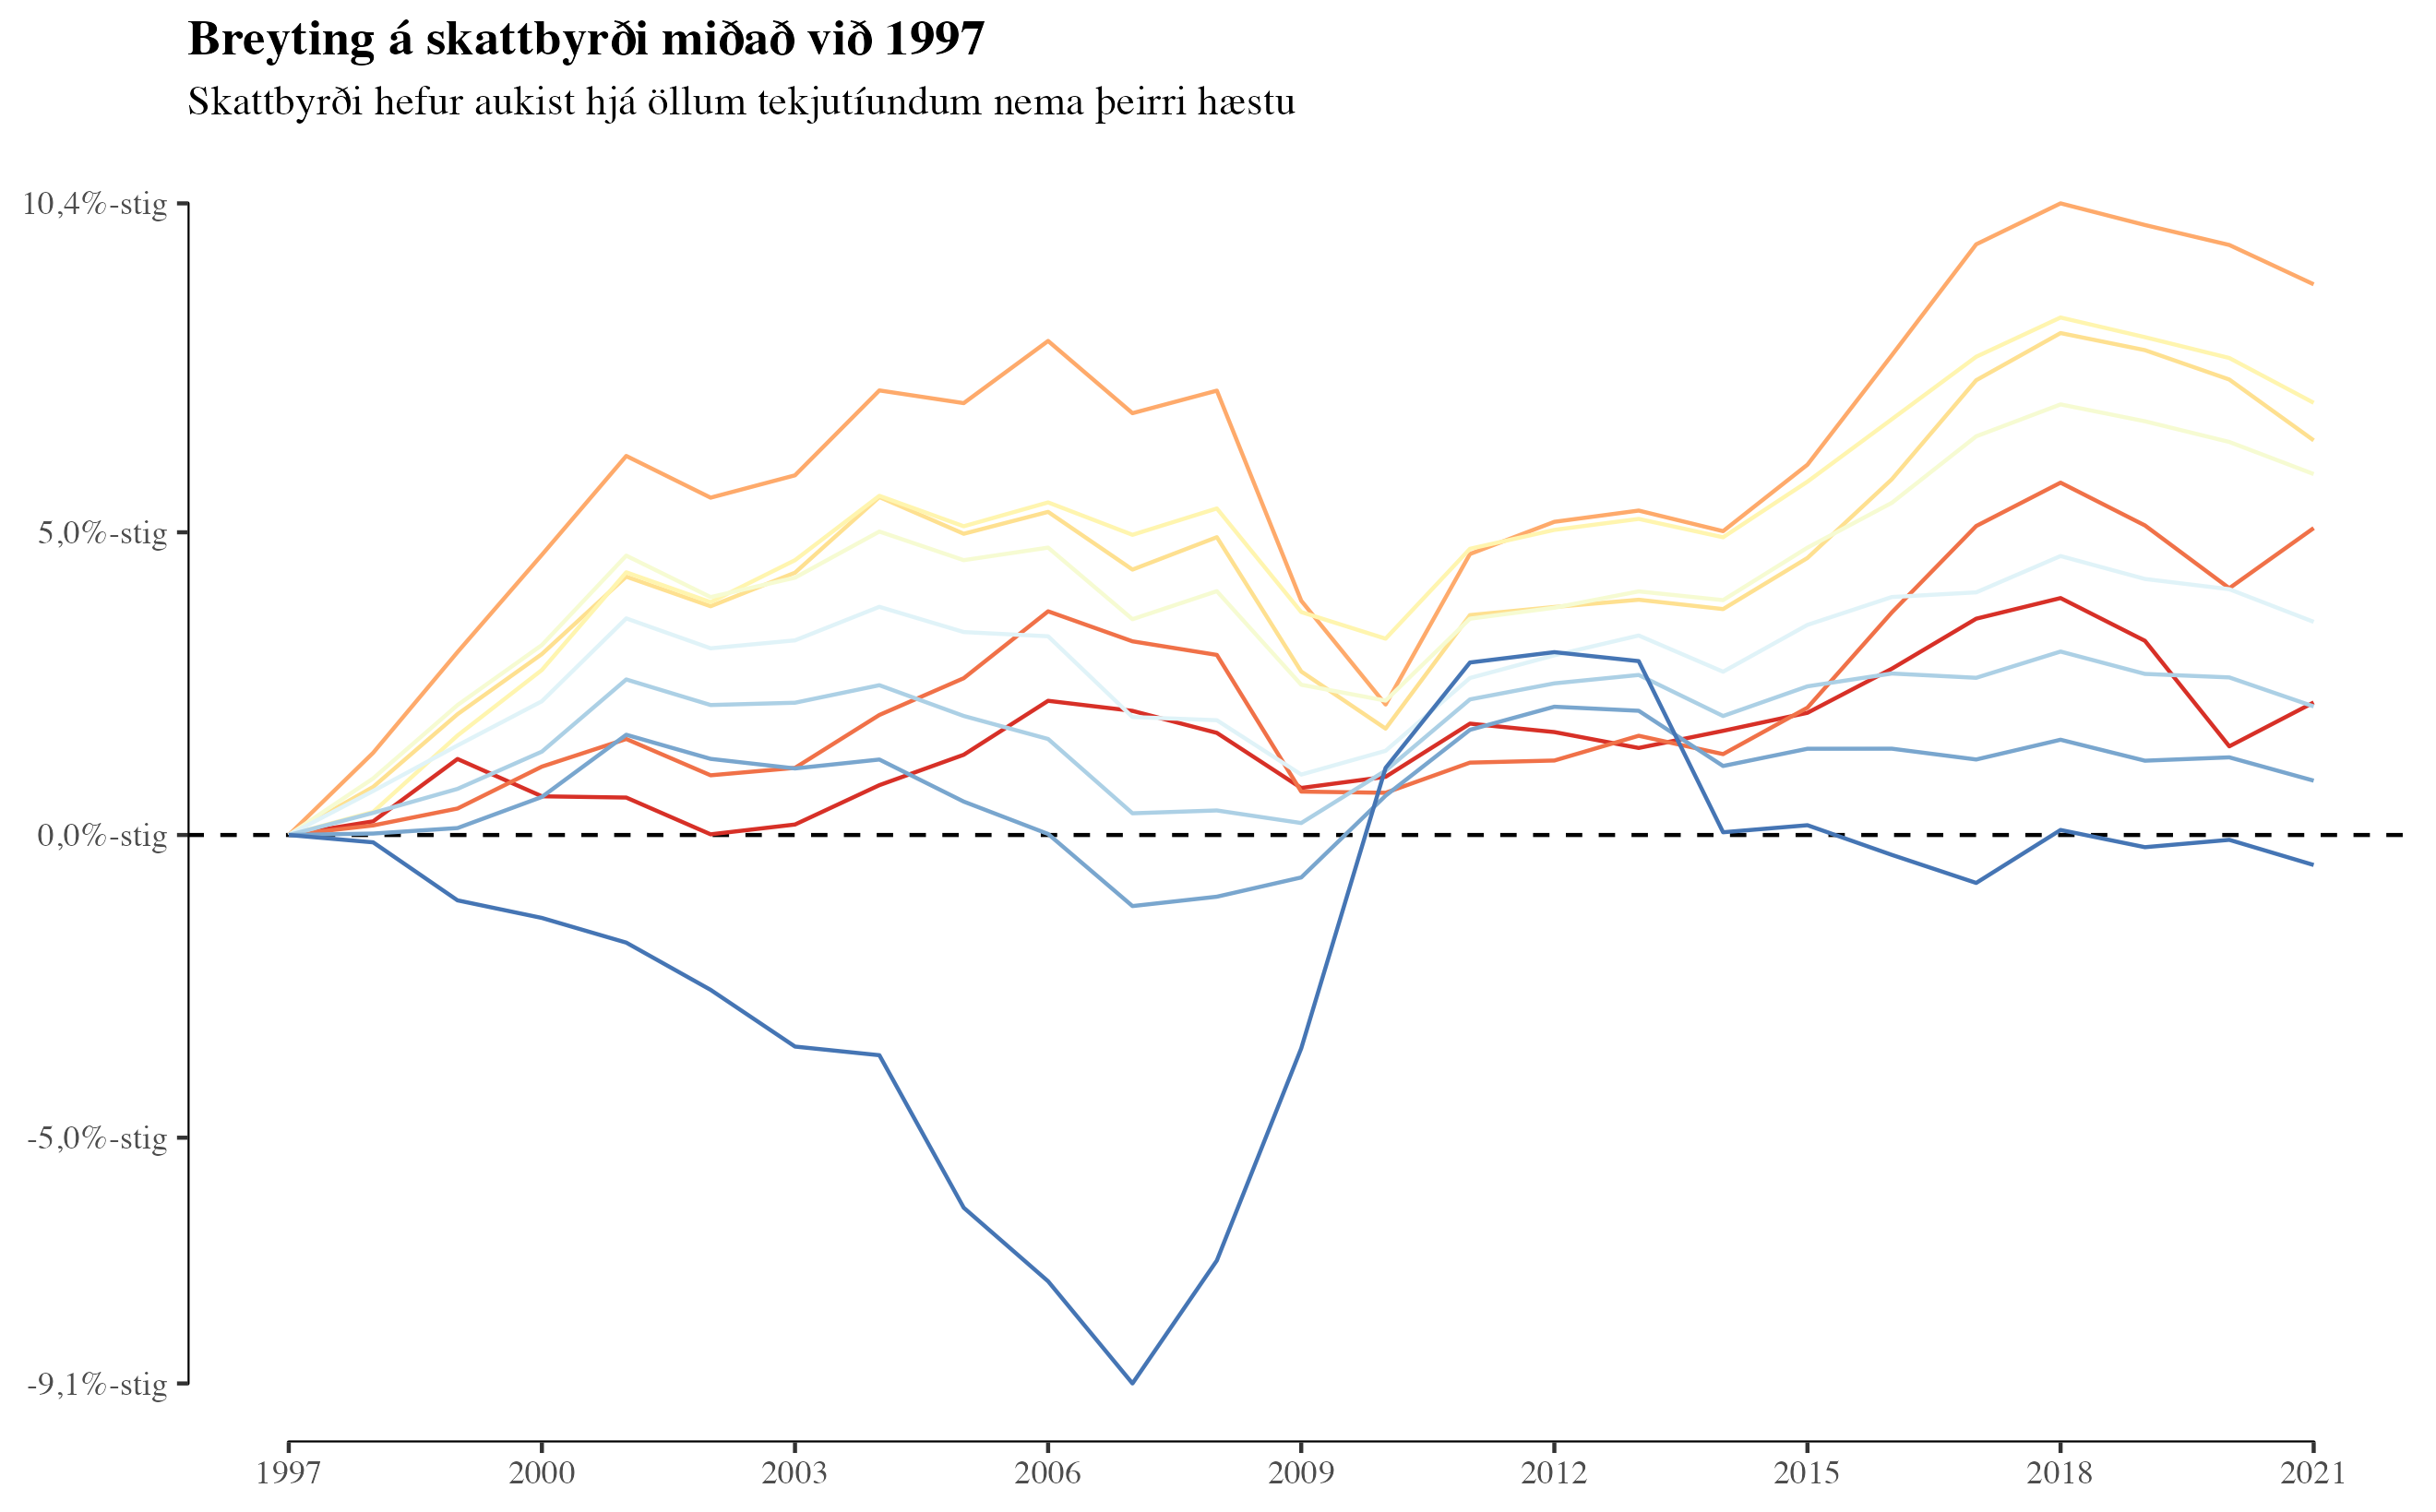 Breyting á skattbyrði miðað við 1997
Skattbyrði hefur aukist hjá öllum tekjutíundum nema þeirri hæstu
10,4%-stig
5,0%-stig
0,0%-stig
-5,0%-stig
-9,1%-stig
1997 2000 2003 2006 2009 2012 2015 2018 2021